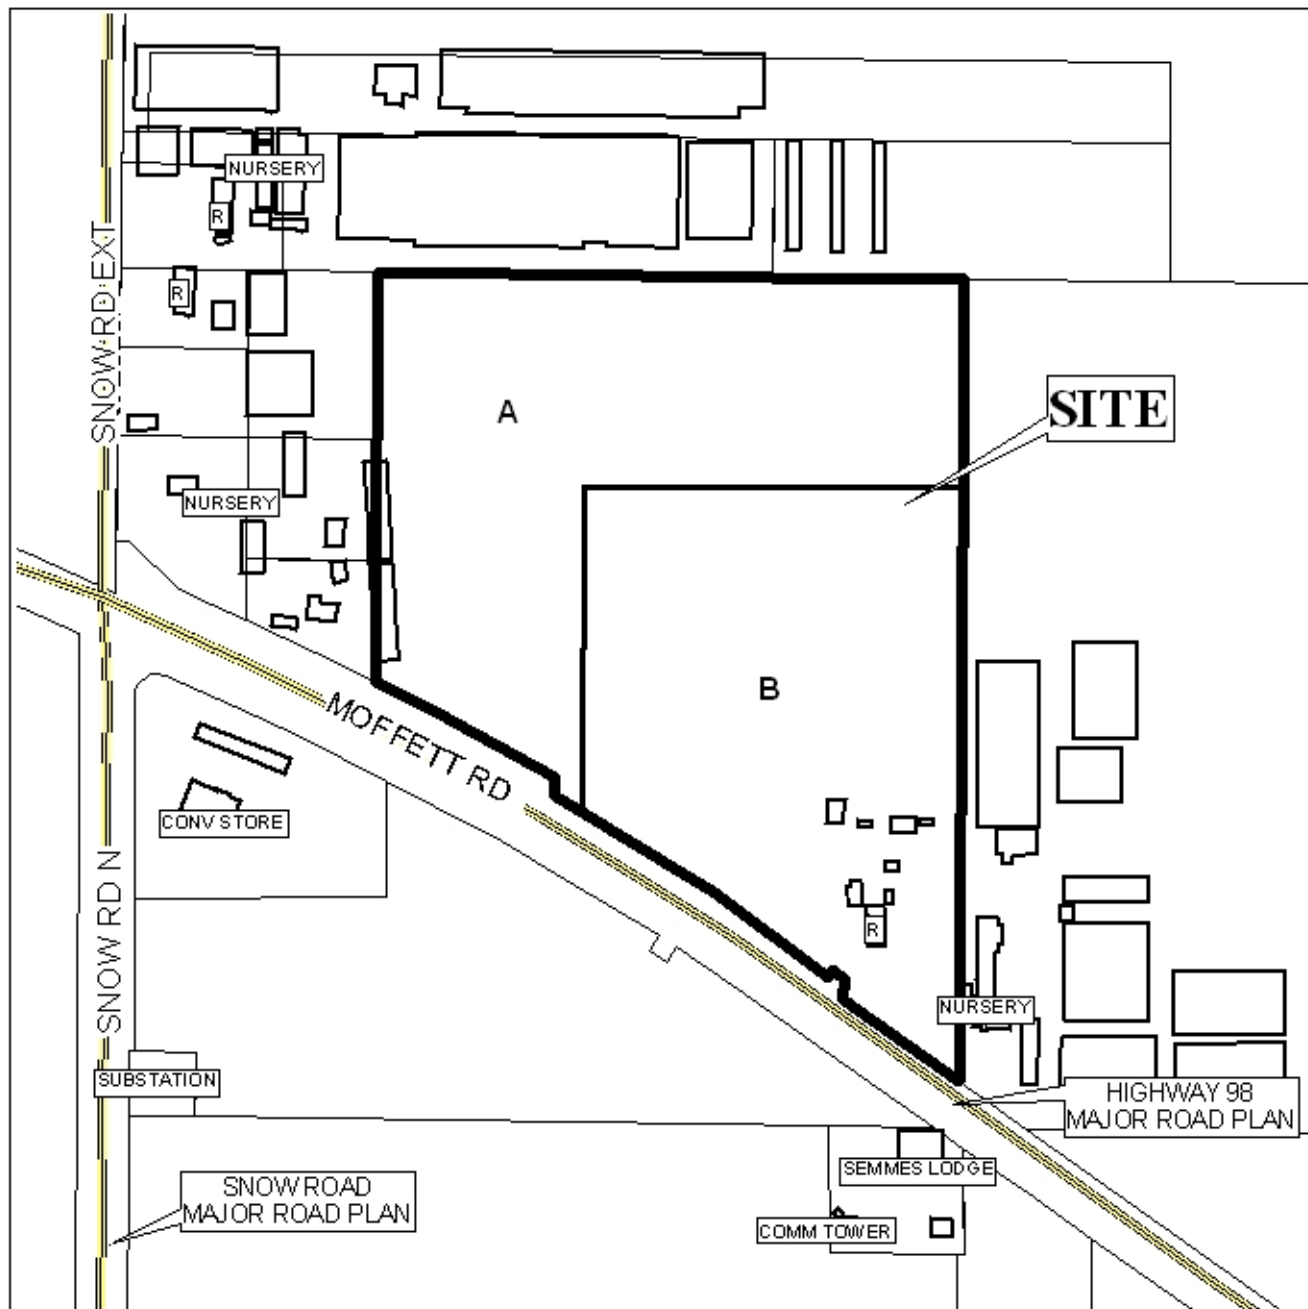 NURSERY
R
SNOW RD EXT
R
A
SITE
NURSERY
B
MOFFETT RD
CONV STORE
SNOW RD N
R
NURSERY
SUBSTATION
HIGHWAY 98
MAJOR ROAD PLAN
SEMMES LODGE
SNOW ROAD
MAJOR ROAD PLAN
COMM TOWER